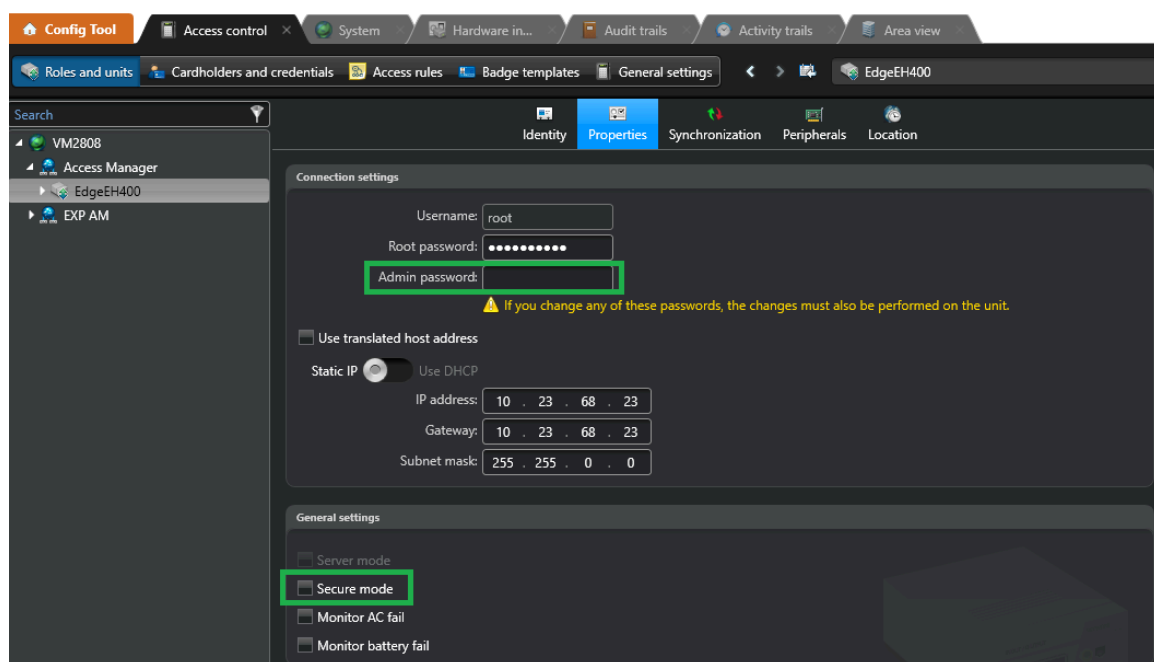 Config Tool
Access control
System
Hardware in...
Audit trails
Activity trails
Area view
Roles and units
Cardholders and credentials
Access rules
Badge templates
General settings
EdgeEH400
Search
VM2808
Access Manager
EdgeEH400
EXP AM
Identity
Properties
Synchronization
Peripherals
Location
Connection settings
Username: root
Root password: ●●●●●●●●●●
Admin password:
If you change any of these passwords, the changes must also be performed on the unit.
Use translated host address
Static IP Use DHCP
IP address: 10 . 23 . 68 . 23
Gateway: 10 . 23 . 68 . 23
Subnet mask: 255 . 255 . 0 . 0
General settings
Server mode
Secure mode
Monitor AC fail
Monitor battery fail